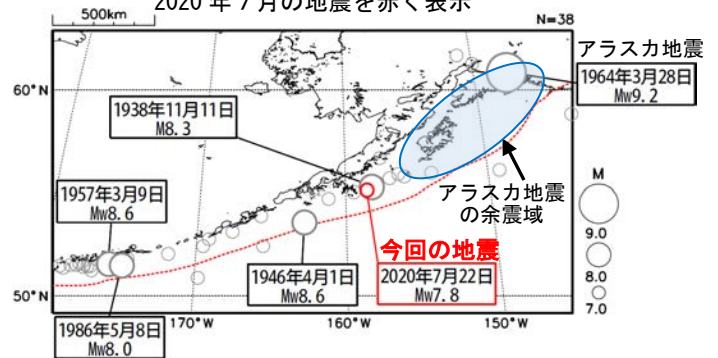 2020年7月の地震を赤く表示
500km
N=38
アラスカ地震
60°N
1964年3月28日
Mw9.2
1938年11月11日
M8.3
1957年3月9日
Mw8.6
アラスカ地震
の余震域
M
9.0
8.0
7.0
今回の地震
1946年4月1日
Mw8.6
2020年7月22日
Mw7.8
50°N
1986年5月8日
Mw8.0
170°W
160°W
150°W